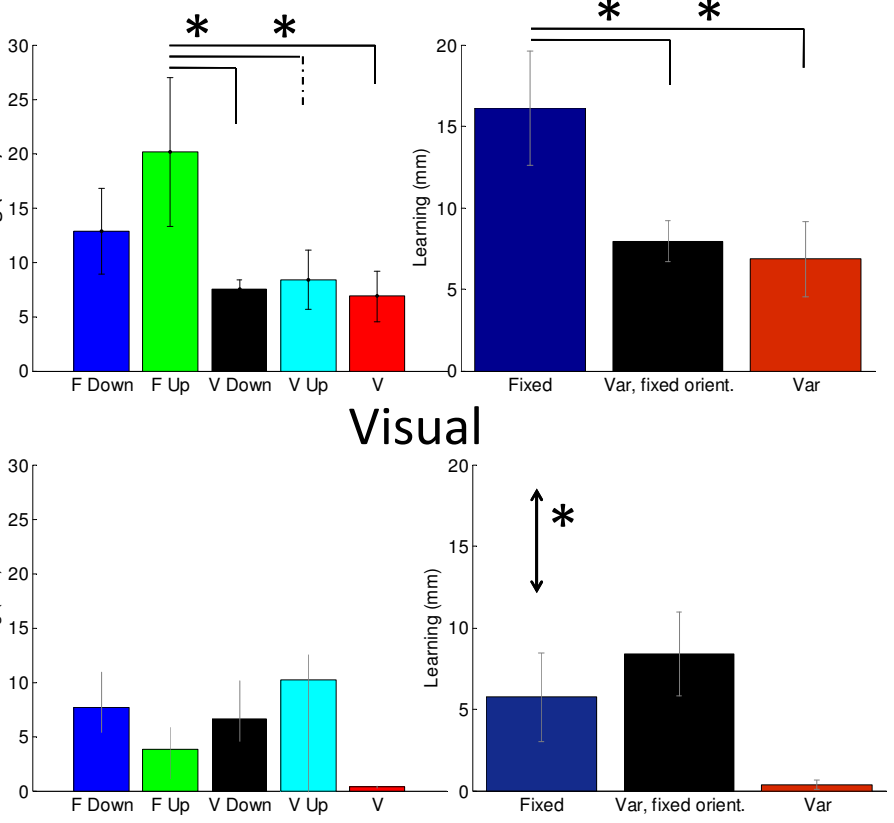 * * * *
30 25 20 15 10 5 0
F Down F Up V Down V Up V
20 15 10 5 0
Learning (mm)
Fixed Var, fixed orient. Var
Visual
30 25 20 15 10 5 0
F Down F Up V Down V Up V
20 15 10 5 0
Learning (mm)
*
Fixed Var, fixed orient. Var